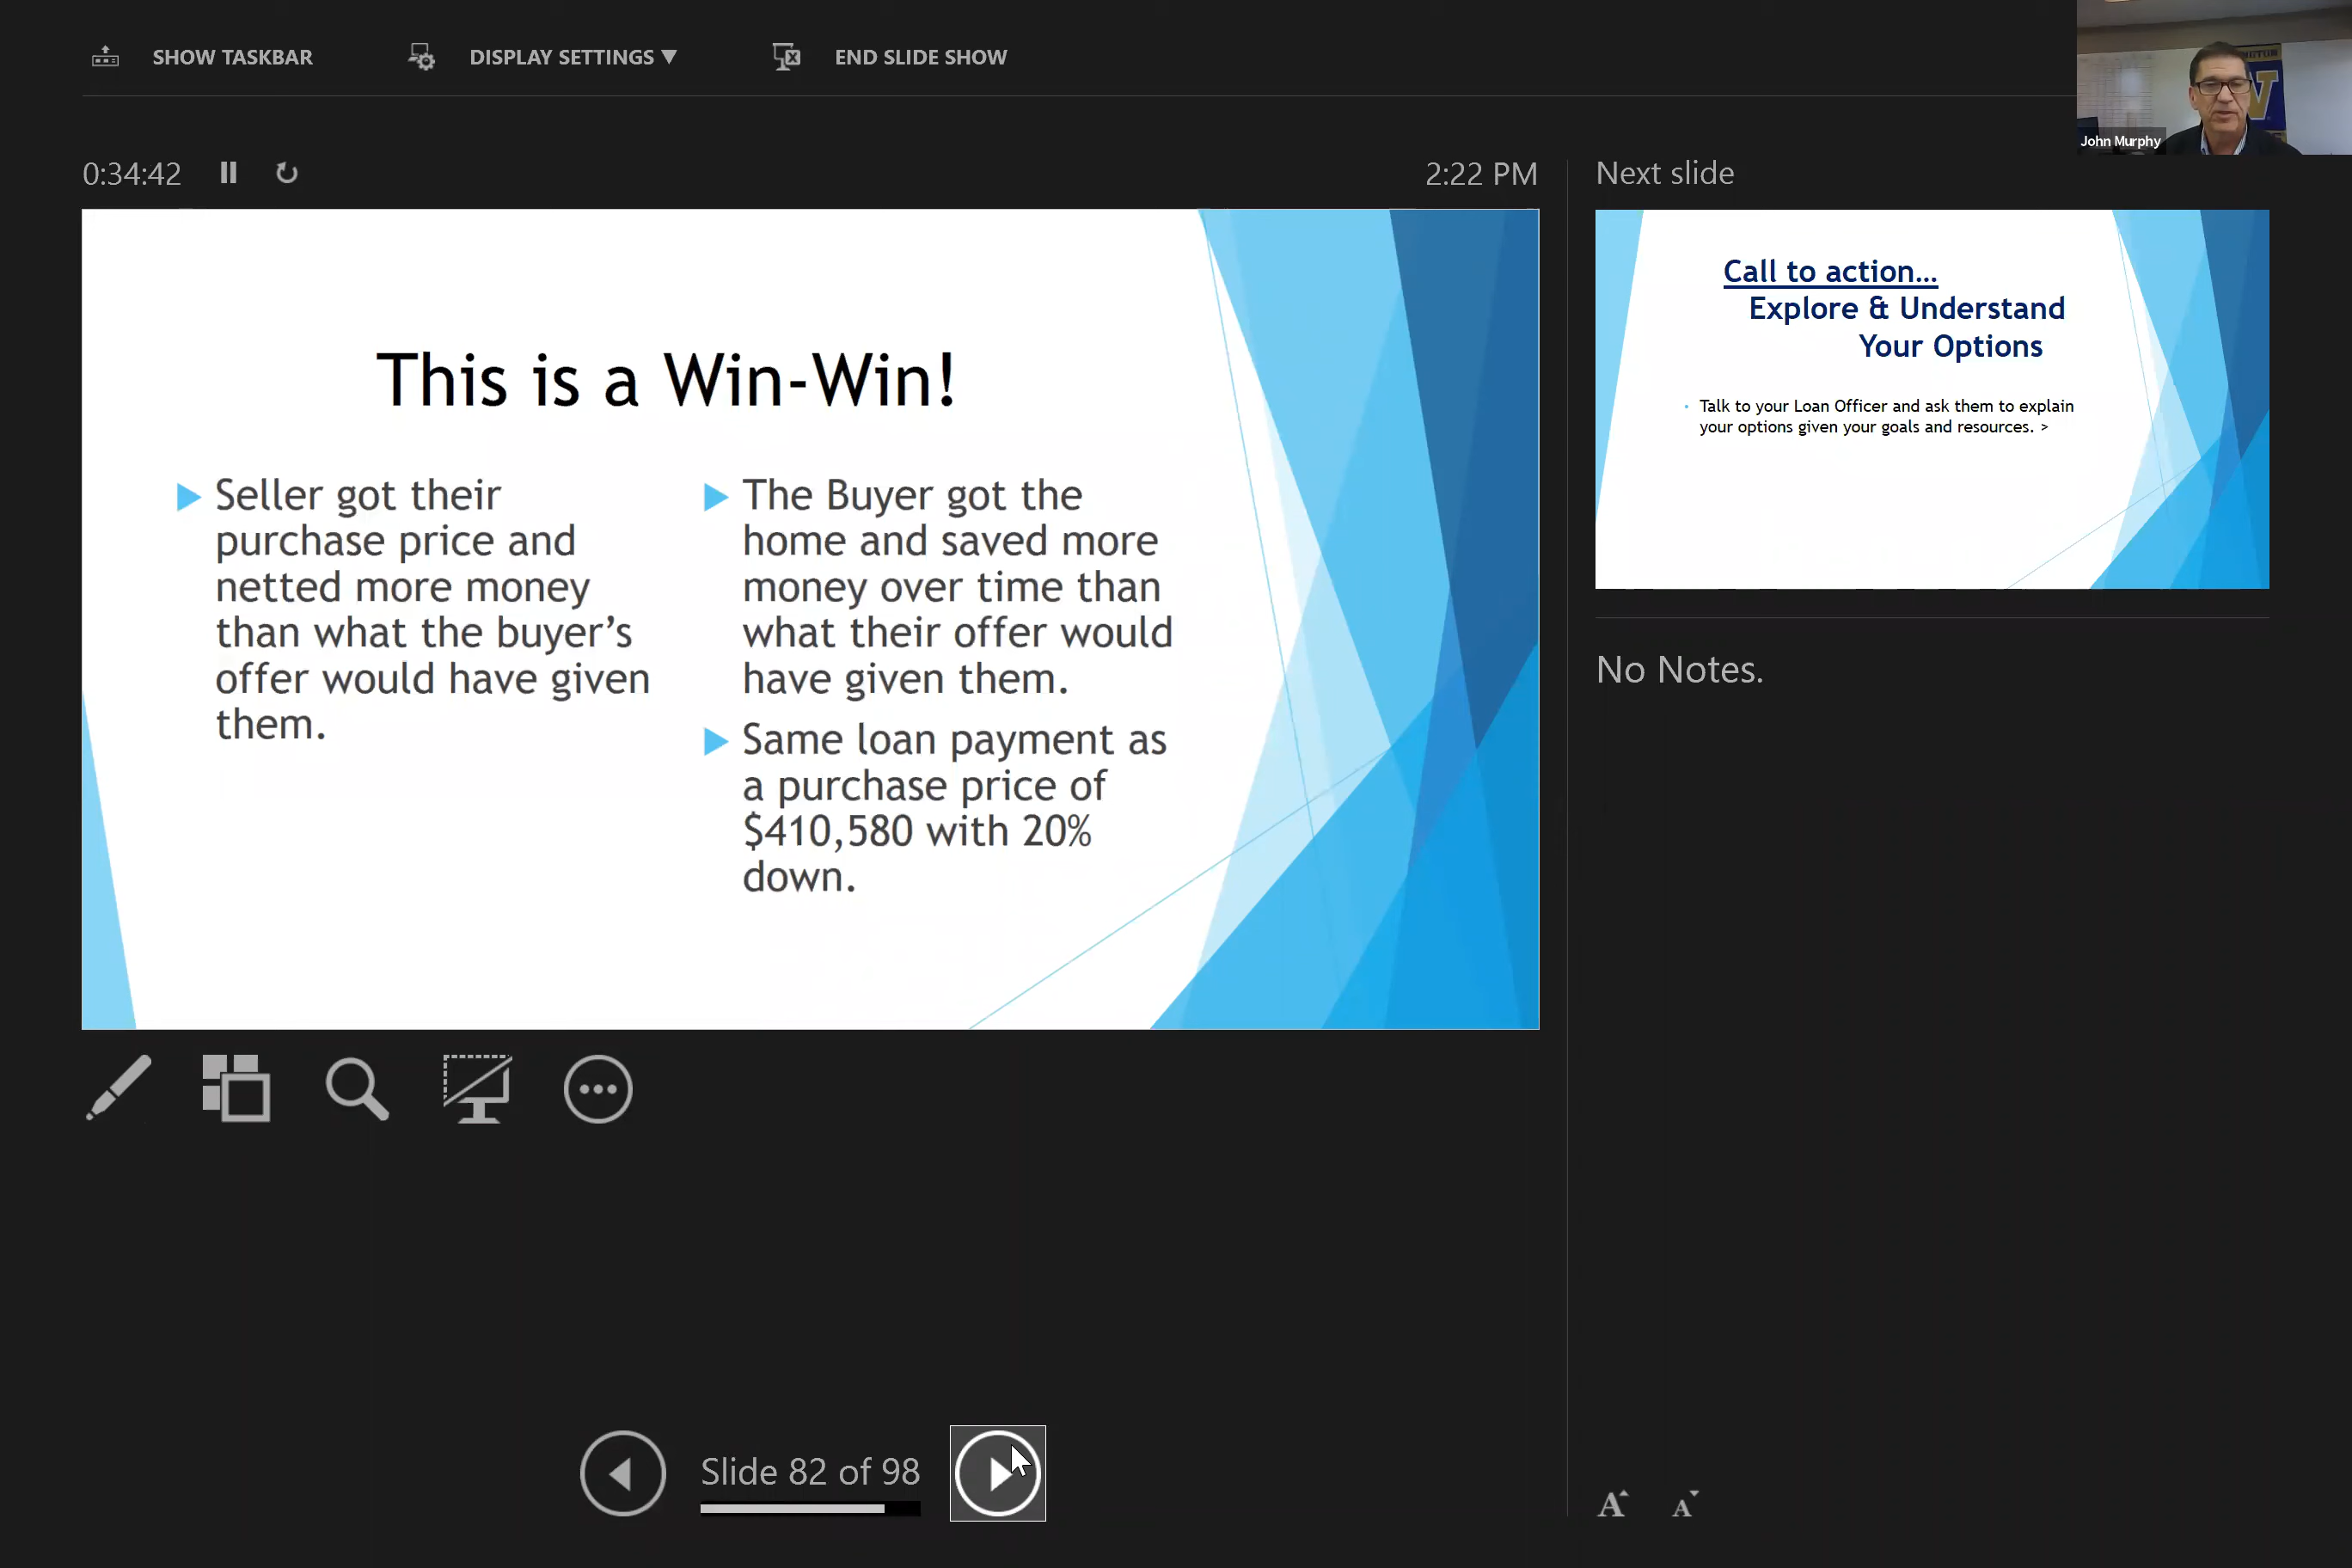 SHOW TASKBAR
DISPLAY SETTINGS ▼
END SLIDE SHOW
John Murphy
0:34:42
2:22 PM
This is a Win-Win!
Seller got their
purchase price and
netted more money
than what the buyer’s
offer would have given
them.
The Buyer got the
home and saved more
money over time than
what their offer would
have given them.
Same loan payment as
a purchase price of
$410,580 with 20%
down.
Next slide
Call to action...
Explore & Understand
Your Options
Talk to your Loan Officer and ask them to explain
your options given your goals and resources. >
No Notes.
Slide 82 of 98
A A